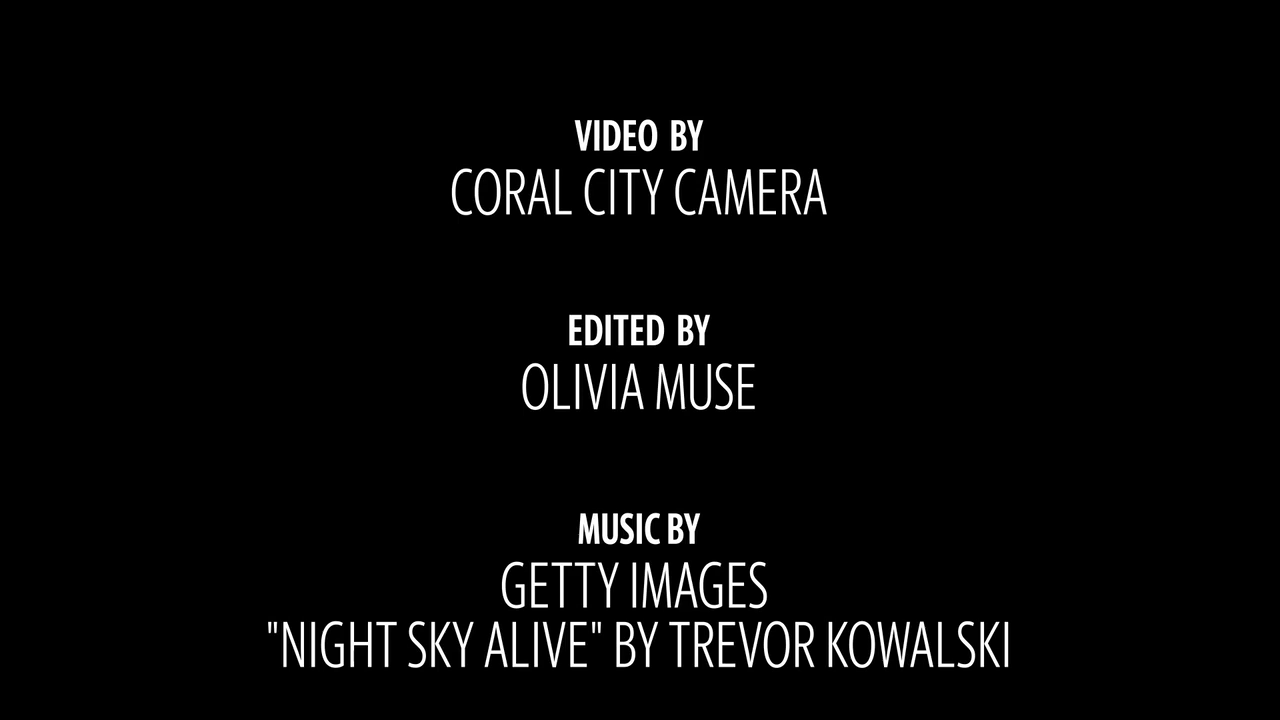 VIDEO BY
CORAL CITY CAMERA
EDITED BY
OLIVIA MUSE
MUSIC BY
GETTY IMAGES
"NIGHT SKY ALIVE" BY TREVOR KOWALSKI